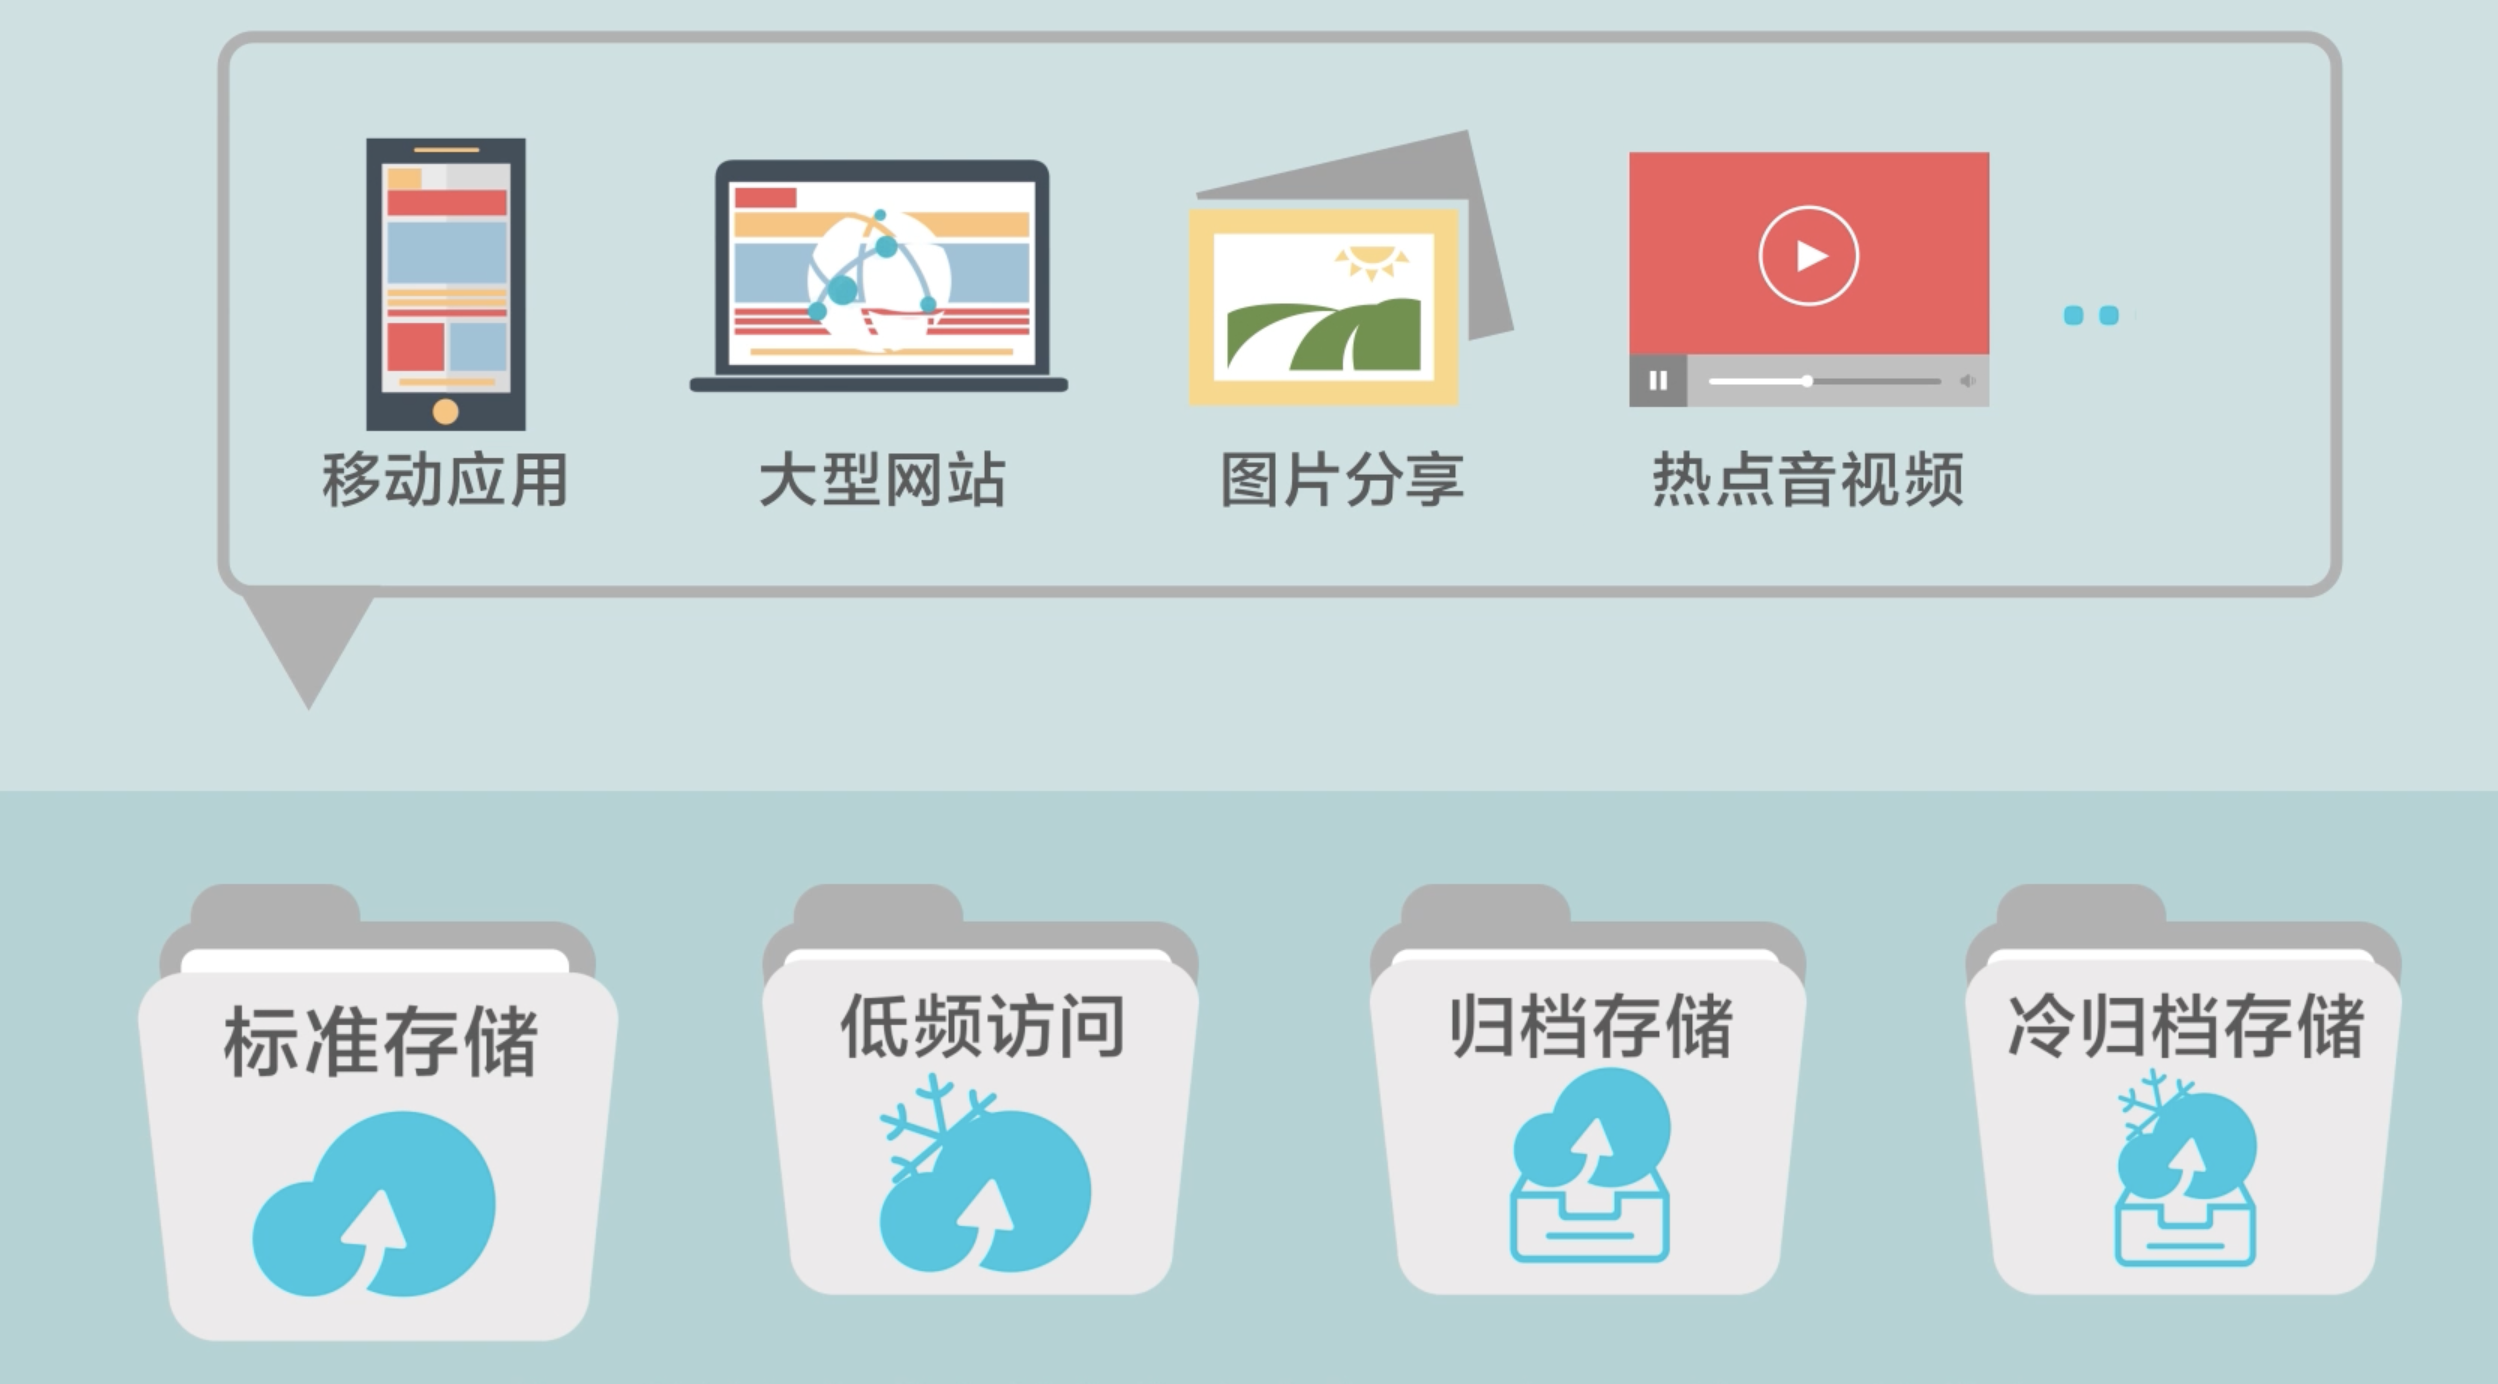 移动应用
大型网站
图片分享
热点音视频
标准存储
低频访问
归档存储
冷归档存储